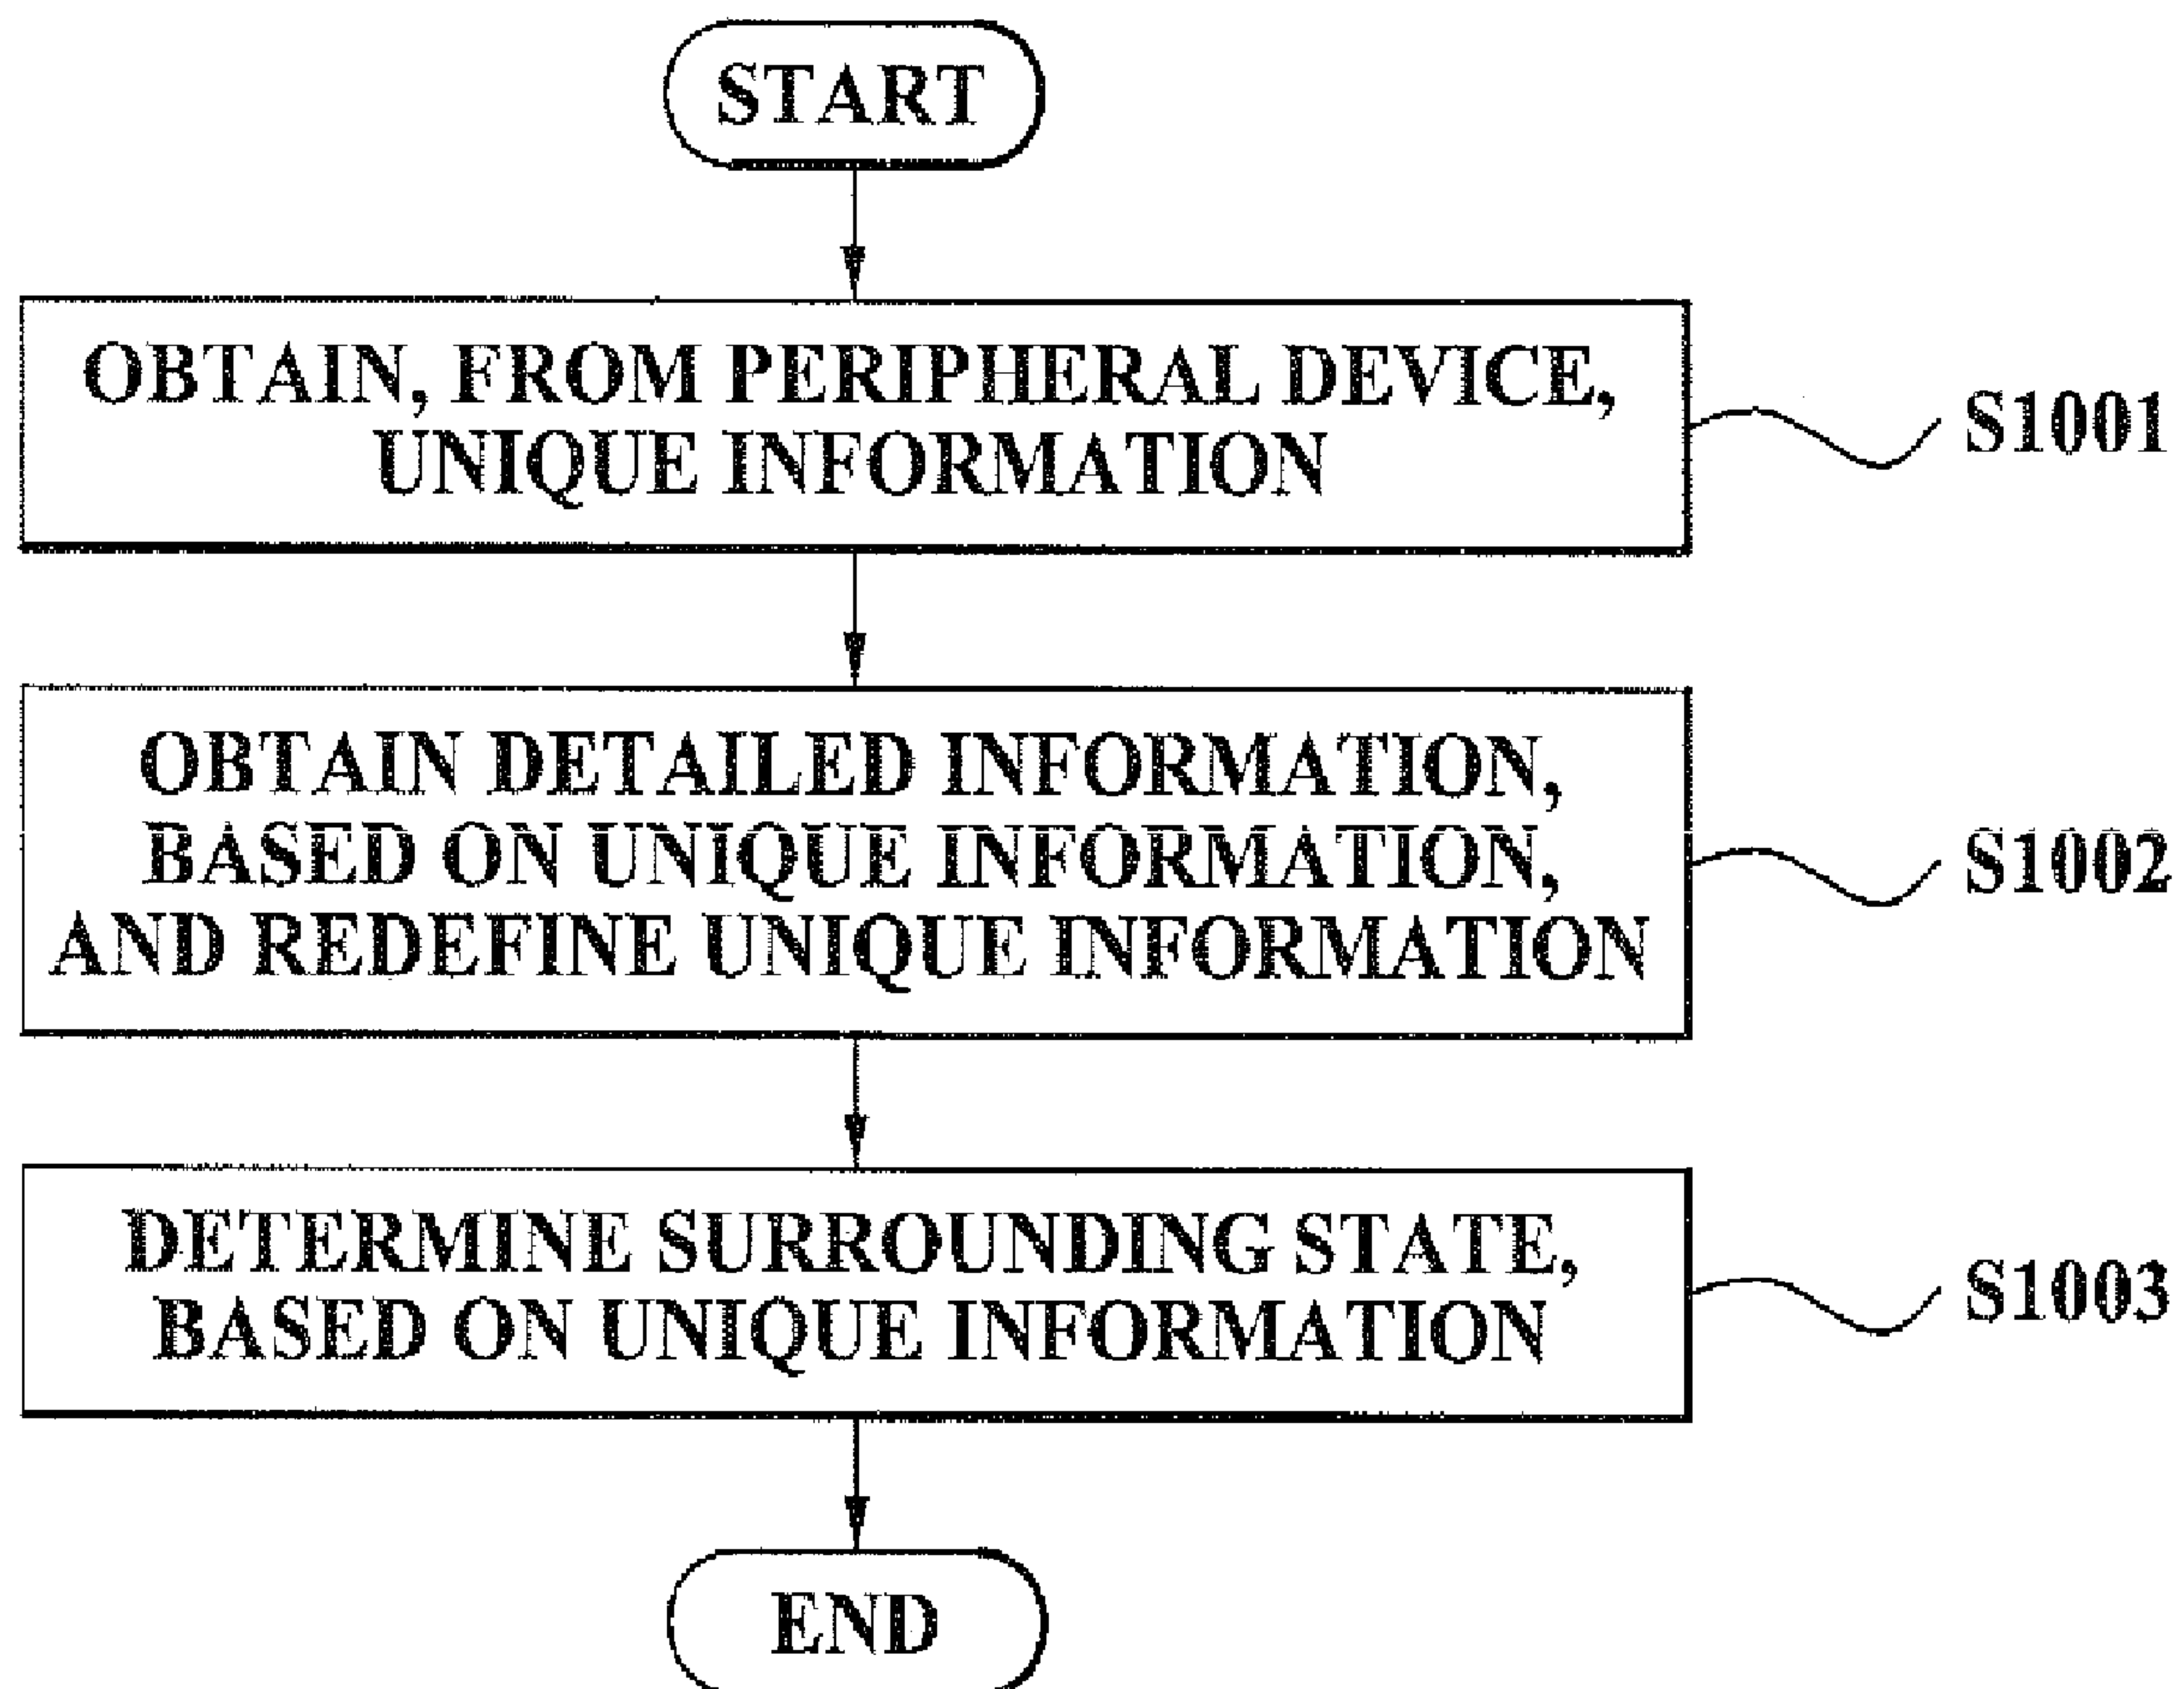 START
OBTAIN, FROM PERIPHERAL DEVICE,
UNIQUE INFORMATION
S1001
OBTAIN DETAILED INFORMATION,
BASED ON UNIQUE INFORMATION,
AND REDEFINE UNIQUE INFORMATION
S1002
DETERMINE SURROUNDING STATE,
BASED ON UNIQUE INFORMATION
S1003
END